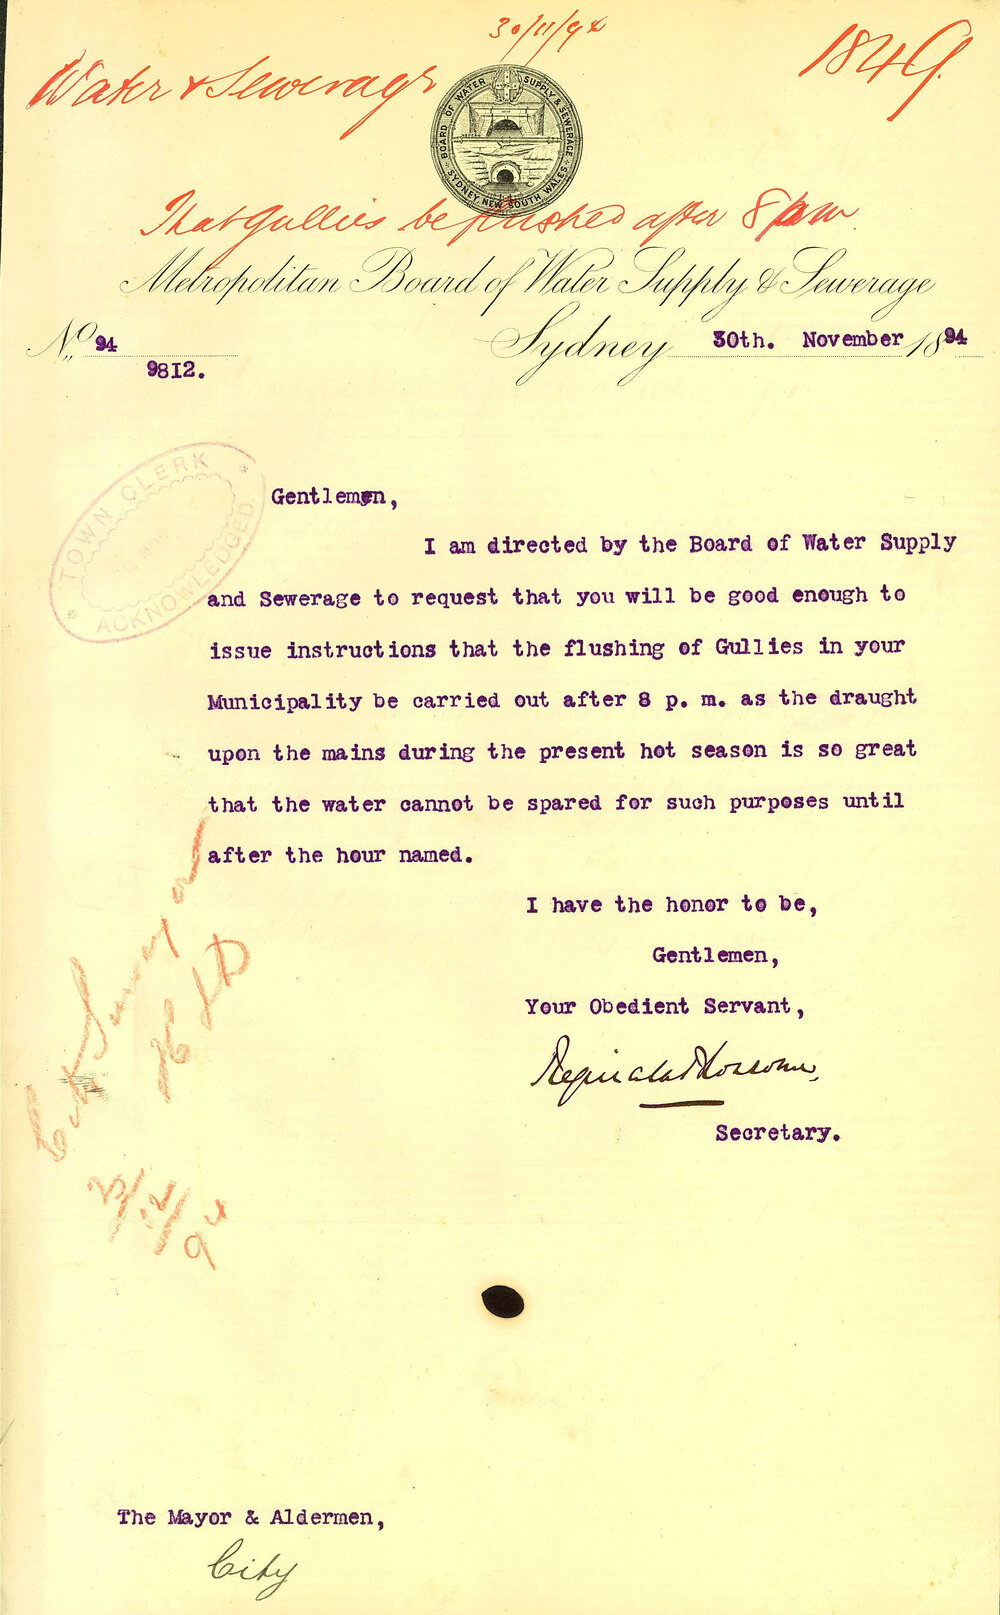 30/11/94
Water & Sewerage
1849.
BOARD OF WATER SUPPLY & SEWERAGE
SYDNEY, NEW SOUTH WALES
That Gullies be flushed after 8 pm
Metropolitan Board of Water Supply & Sewerage
No. 94
9812.
Sydney 30th. November 1894
TOWN CLERK
ACKNOWLEDGED.
Gentlemen,
I am directed by the Board of Water Supply
and Sewerage to request that you will be good enough to
issue instructions that the flushing of Gullies in your
Municipality be carried out after 8 p. m. as the draught
upon the mains during the present hot season is so great
that the water cannot be spared for such purposes until
after the hour named.
I have the honor to be,
Gentlemen,
Your Obedient Servant,
Reginald
Secretary.
City Surveyor
/12/94
The Mayor & Aldermen,
City